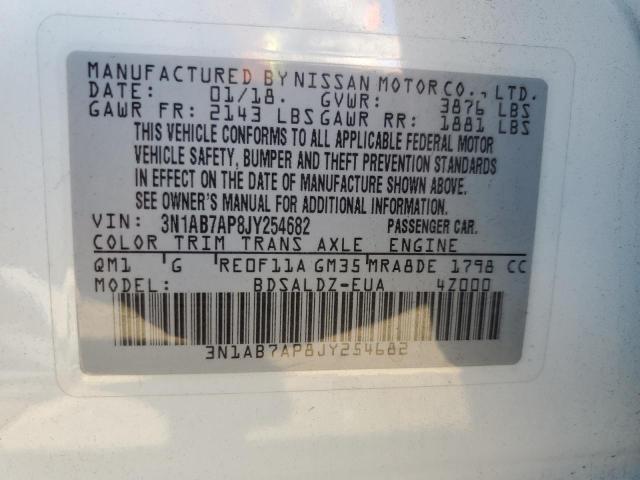 MANUFACTURED BY NISSAN MOTOR CO., LTD.
DATE: 01/18. GVWR: 3876 LBS
GAWR FR: 2143 LBS GAWR RR: 1881 LBS
THIS VEHICLE CONFORMS TO ALL APPLICABLE FEDERAL MOTOR
VEHICLE SAFETY, BUMPER AND THEFT PREVENTION STANDARDS
IN EFFECT ON THE DATE OF MANUFACTURE SHOWN ABOVE.
SEE OWNER'S MANUAL FOR ADDITIONAL INFORMATION.
VIN: 3N1AB7AP8JY254682 PASSENGER CAR.
COLOR TRIM TRANS AXLE ENGINE
QM1 G RE0F11A GM35 MRA8DE 1798 CC
MODEL: BDSALDZ-EUA 4Z000
3N1AB7AP8JY254682